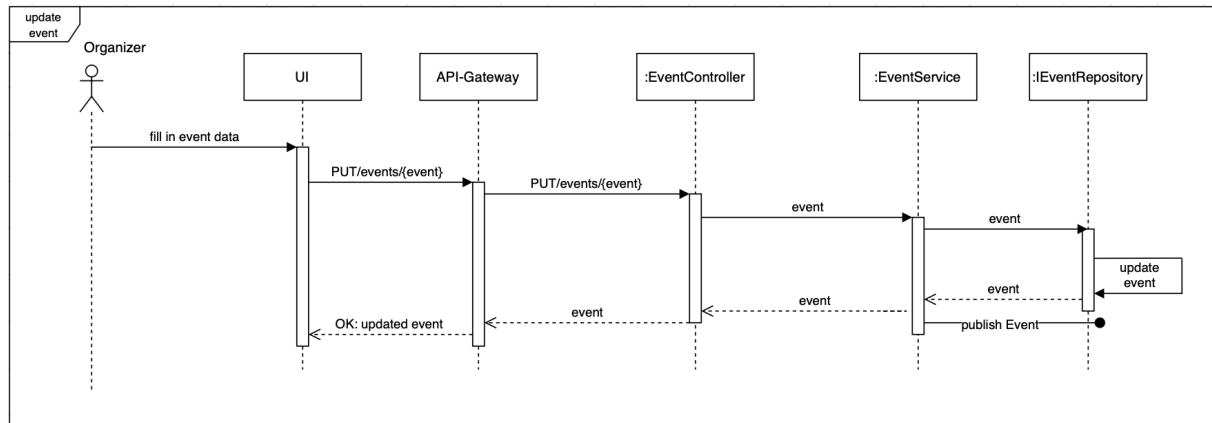 update
event
Organizer
UI
API-Gateway
:EventController
:EventService
:IEventRepository
fill in event data
PUT/events/{event}
PUT/events/{event}
event
event
update
event
event
event
event
OK: updated event
publish Event